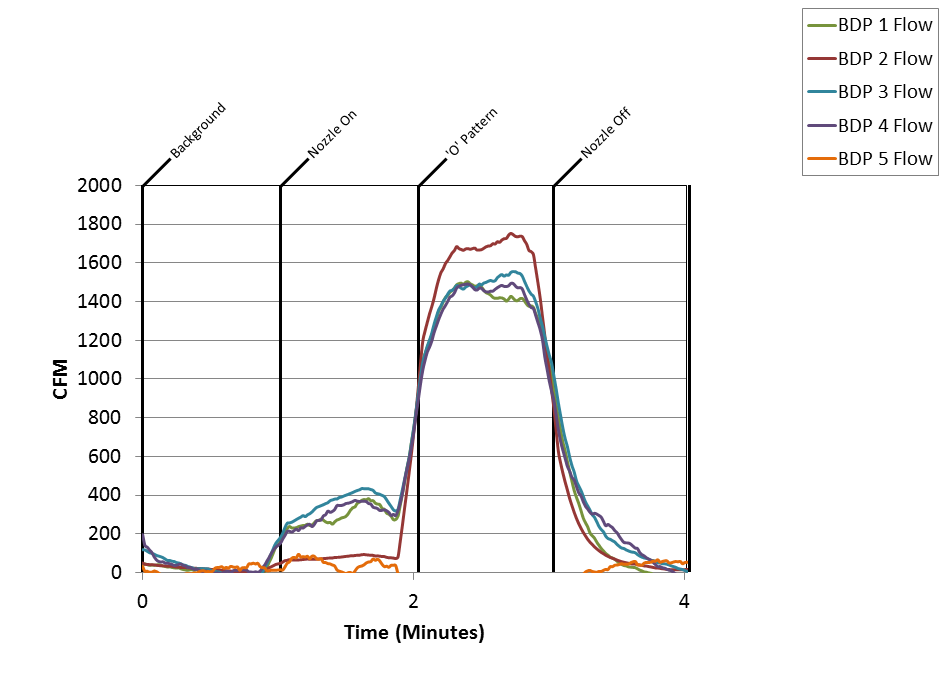 BDP 1 Flow
BDP 2 Flow
BDP 3 Flow
BDP 4 Flow
BDP 5 Flow
Background
Nozzle On
'O' Pattern
Nozzle Off
2000
1800
1600
1400
1200
1000
800
600
400
200
0
CFM
0 2 4
Time (Minutes)